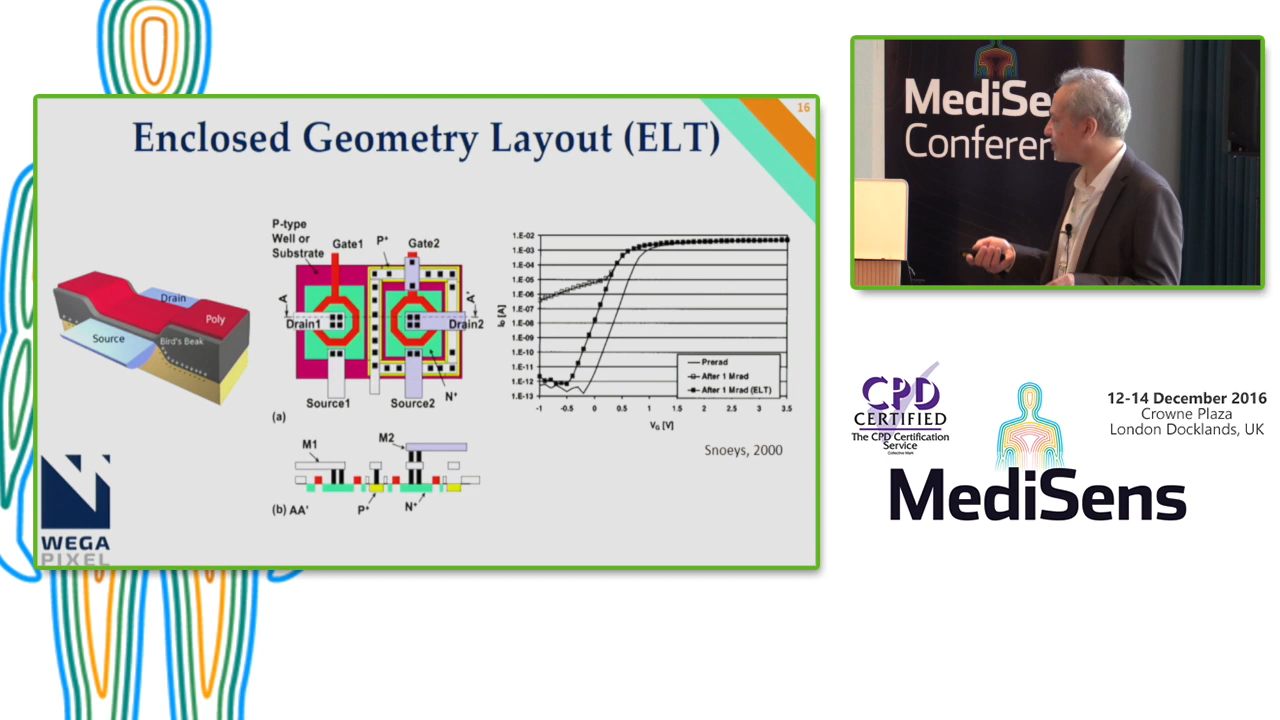 16
Enclosed Geometry Layout (ELT)
Drain
Poly
Source
Bird's Beak
P-type
Well or
Substrate
Gate1
P+
Gate2
A
A'
Drain1
Drain2
N+
Source1
Source2
(a)
M1
M2
(b) AA'
P+
N+
1.E-02
1.E-03
1.E-04
1.E-05
1.E-06
1.E-07
1.E-08
1.E-09
1.E-10
1.E-11
1.E-12
1.E-13
ID [A]
Prerad
After 1 Mrad
After 1 Mrad (ELT)
-1 -0.5 0 0.5 1 1.5 2 2.5 3 3.5
VG [V]
Snoeys, 2000
WEGA
PIXEL
MediSe
Conferen
CPD
CERTIFIED
The CPD Certification
Service
Collective Mark
12-14 December 2016
Crowne Plaza
London Docklands, UK
MediSens